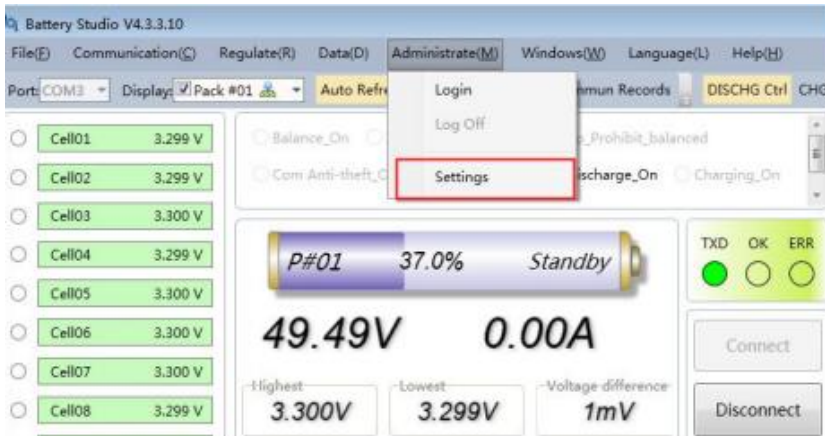 Battery Studio V4.3.3.10
File(F) Communication(C) Regulate(R) Data(D) Administrate(M) Windows(W) Language(L) Help(H)
Port: COM3 Display: Pack #01 Auto Refre mmun Records DISCHG Ctrl CHG
Login
Log Off
Settings
Balance_On o_Prohibit_balanced
Com Anti-theft_O ischarge_On Charging_On
Cell01 3.299 V
Cell02 3.299 V
Cell03 3.300 V
Cell04 3.299 V
Cell05 3.300 V
Cell06 3.300 V
Cell07 3.300 V
Cell08 3.299 V
P#01 37.0% Standby
TXD OK ERR
49.49V 0.00A
Connect
Highest Lowest Voltage difference
3.300V 3.299V 1mV
Disconnect